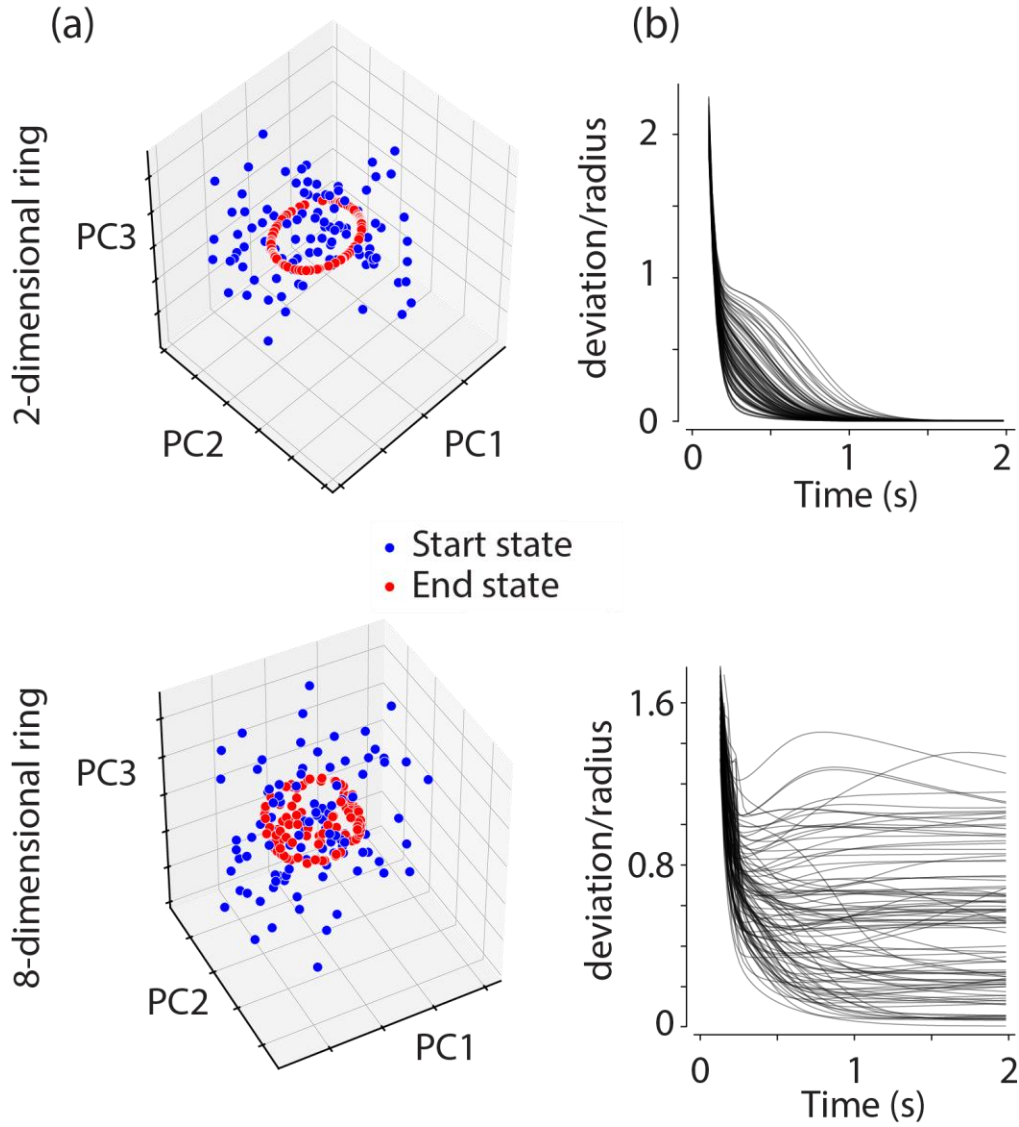 (a)
(b)
2-dimensional ring
PC3
PC2
PC1
deviation/radius
2
1
0
0
1
2
Time (s)
Start state
End state
8-dimensional ring
PC3
PC2
PC1
deviation/radius
1.6
0.8
0
0
1
2
Time (s)